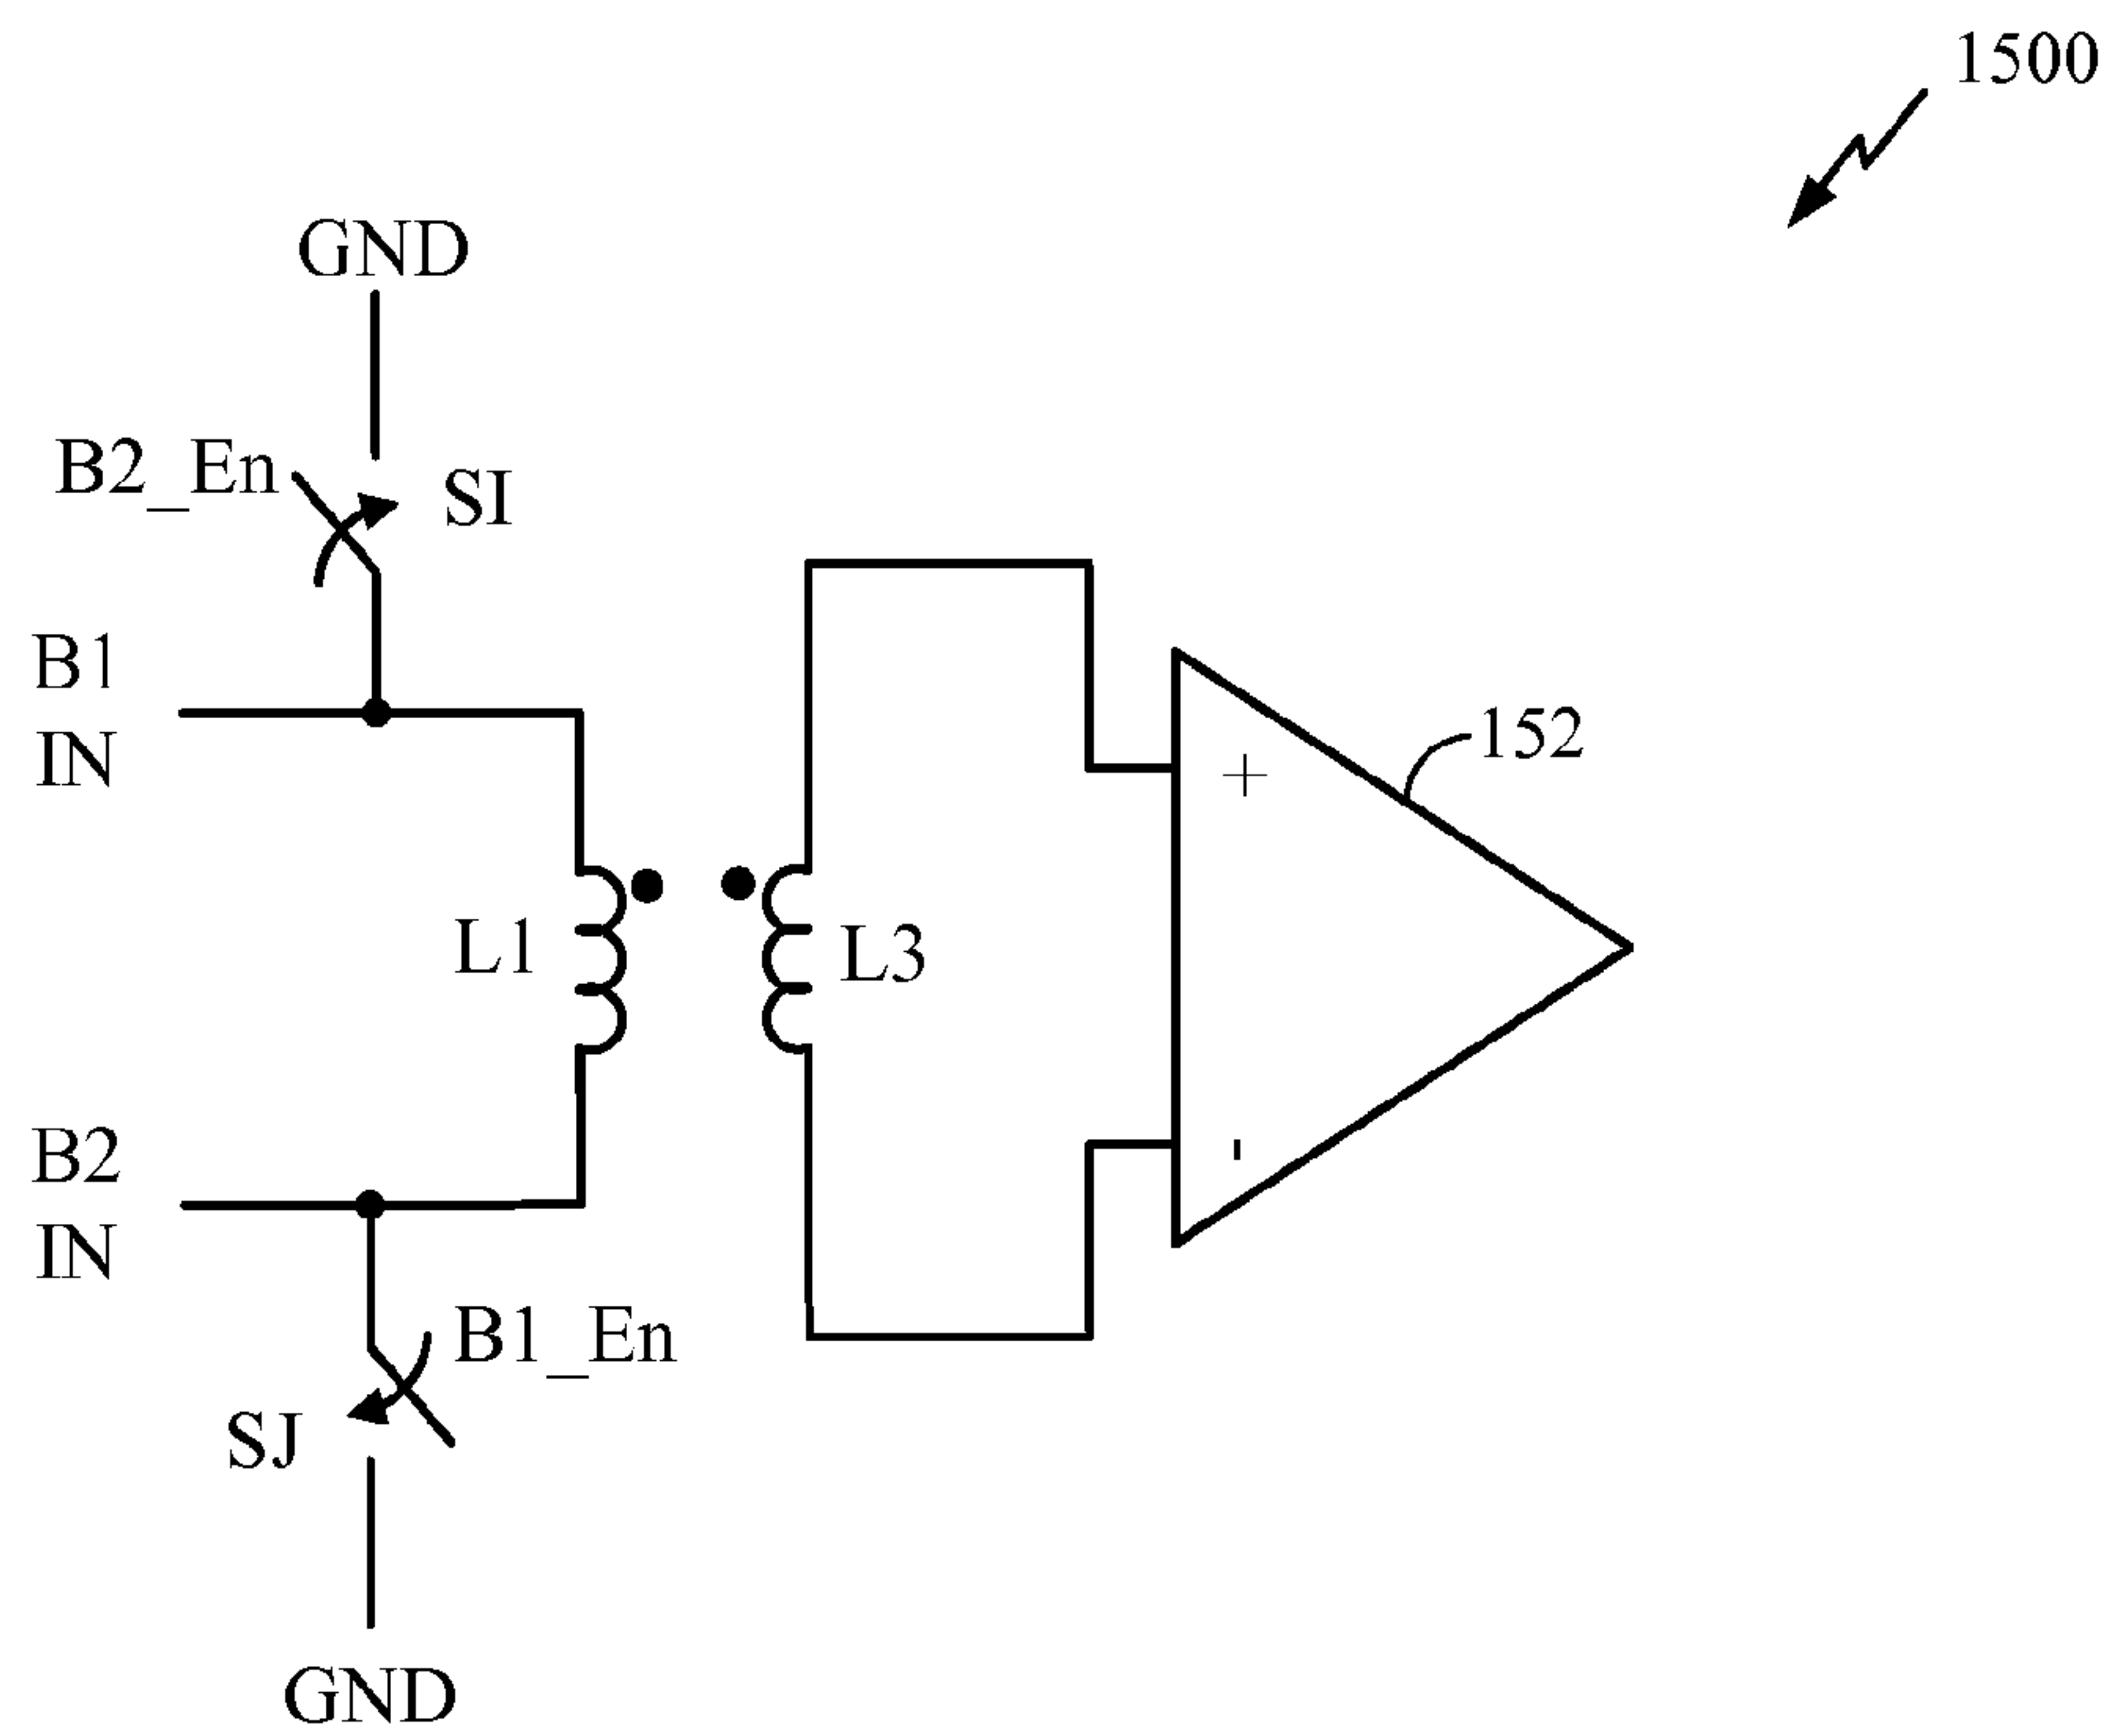 1500
GND
B2_En
SI
B1
IN
152
+
L1
L3
B2
IN
-
B1_En
SJ
GND